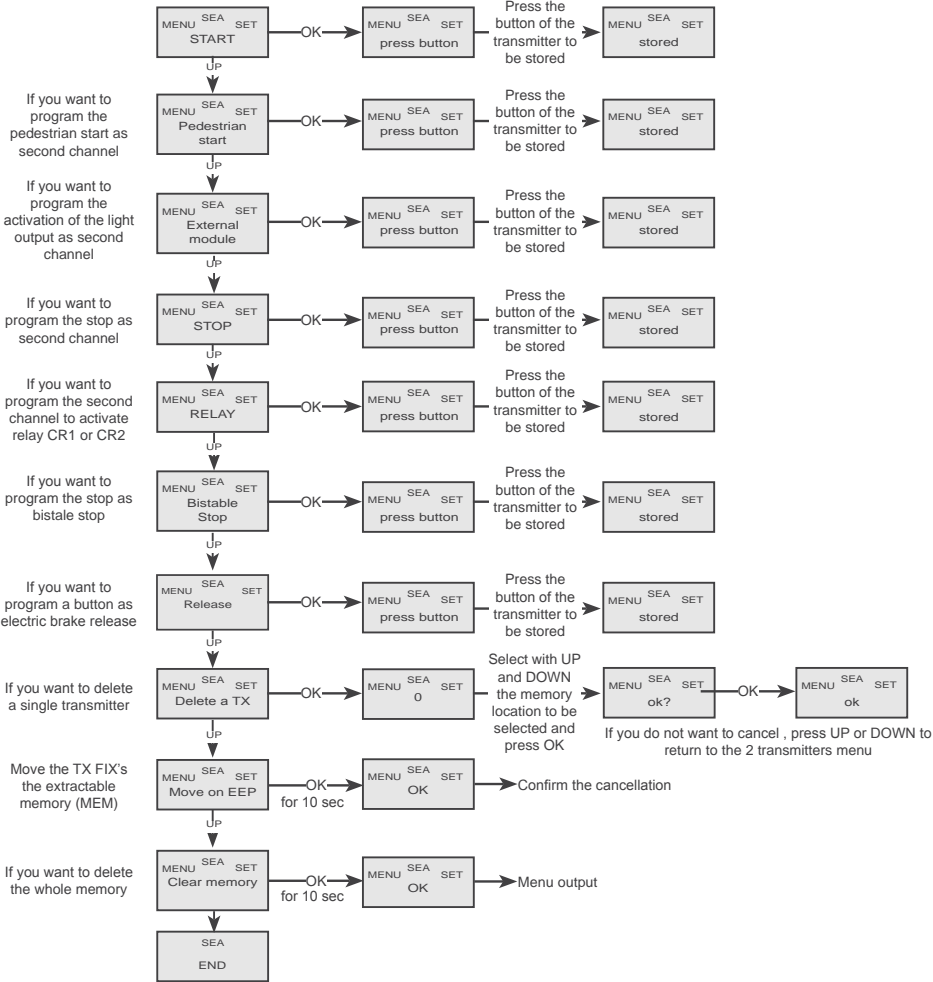 MENU SEA SET
START
OK
MENU SEA SET
press button
Press the
button of the
transmitter to
be stored
MENU SEA SET
stored
UP
If you want to
program the
pedestrian start as
second channel
MENU SEA SET
Pedestrian
start
OK
MENU SEA SET
press button
Press the
button of the
transmitter to
be stored
MENU SEA SET
stored
UP
If you want to
program the
activation of the light
output as second
channel
MENU SEA SET
External
module
OK
MENU SEA SET
press button
Press the
button of the
transmitter to
be stored
MENU SEA SET
stored
UP
If you want to
program the stop as
second channel
MENU SEA SET
STOP
OK
MENU SEA SET
press button
Press the
button of the
transmitter to
be stored
MENU SEA SET
stored
UP
If you want to
program the second
channel to activate
relay CR1 or CR2
MENU SEA SET
RELAY
OK
MENU SEA SET
press button
Press the
button of the
transmitter to
be stored
MENU SEA SET
stored
UP
If you want to
program the stop as
bistale stop
MENU SEA SET
Bistable
Stop
OK
MENU SEA SET
press button
Press the
button of the
transmitter to
be stored
MENU SEA SET
stored
UP
If you want to
program a button as
electric brake release
MENU SEA SET
Release
OK
MENU SEA SET
press button
Press the
button of the
transmitter to
be stored
MENU SEA SET
stored
UP
If you want to delete
a single transmitter
MENU SEA SET
Delete a TX
OK
MENU SEA SET
0
Select with UP
and DOWN
the memory
location to be
selected and
press OK
MENU SEA SET
ok?
OK
MENU SEA SET
ok
If you do not want to cancel , press UP or DOWN to
return to the 2 transmitters menu
UP
Move the TX FIX's
the extractable
memory (MEM)
MENU SEA SET
Move on EEP
OK
for 10 sec
MENU SEA SET
OK
Confirm the cancellation
UP
If you want to delete
the whole memory
MENU SEA SET
Clear memory
OK
for 10 sec
MENU SEA SET
OK
Menu output
SEA
END